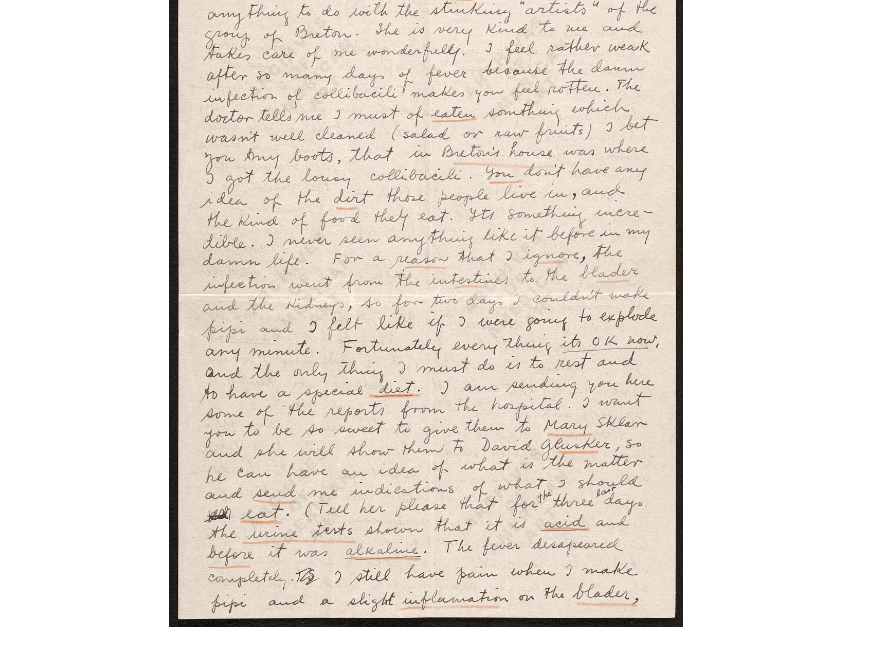 anything to do with the stinking "artists" of the
group of Breton. She is very kind to me and
takes care of me wonderfully. I feel rather weak
after so many days of fever because the damn
infection of collibacili makes you feel rotten. The
doctor tells me I must of eaten somthing which
wasn't well cleaned (salad or raw fruits) I bet
you my boots, that in Breton's house was where
I got the lousy collibacili. You don't have any
idea of the dirt those people live in, and
the kind of food they eat. Its something incre-
dible. I never seen anything like it before in my
damn life. For a reason that I ignore, the
infection went from the intestines to the blader
and the kidneys, so for two days I couldn't make
pipi and I felt like if I were going to explode
any minute. Fortunately everything its OK now,
and the only thing I must do is to rest and
to have a special diet. I am sending you here
some of the reports from the hospital. I want
you to be so sweet to give them to Mary Sklar
and she will show them to David Glusker, so
he can have an idea of what is the matter
and send me indications of what I should
eat. (Tell her please that for the three last days
the urine tests shown that it is acid and
before it was alkaline. The fever desapeared
completely. I still have pain when I make
pipi and a slight inflamation on the blader,